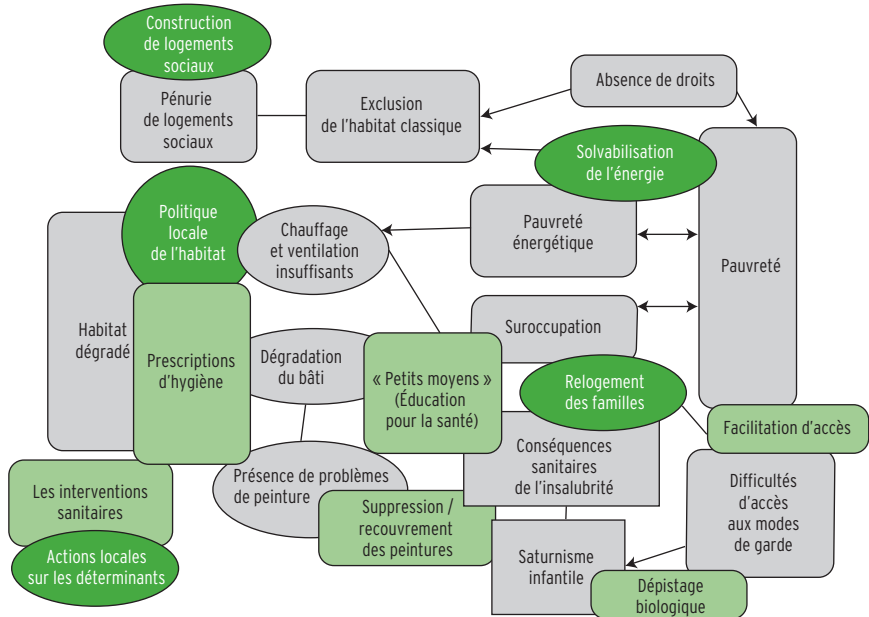 Construction
de logements
sociaux
Pénurie
de logements
sociaux
Exclusion
de l'habitat classique
Absence de droits
Solvabilisation
de l'énergie
Politique
locale
de l'habitat
Chauffage
et ventilation
insuffisants
Pauvreté
énergétique
Pauvreté
Habitat
dégradé
Prescriptions
d'hygiène
Dégradation
du bâti
« Petits moyens »
(Éducation
pour la santé)
Suroccupation
Relogement
des familles
Facilitation d'accès
Conséquences
sanitaires
de l'insalubrité
Présence de problèmes
de peinture
Suppression /
recouvrement
des peintures
Difficultés
d'accès
aux modes
de garde
Les interventions
sanitaires
Actions locales
sur les déterminants
Saturnisme
infantile
Dépistage
biologique